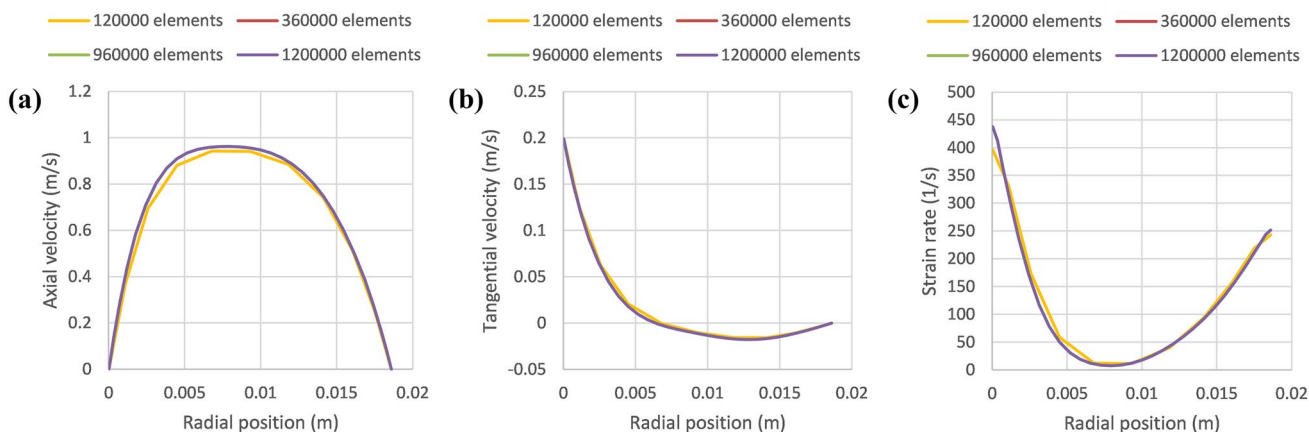 120000 elements 360000 elements
960000 elements 1200000 elements
(a)
Axial velocity (m/s)
1.2
1
0.8
0.6
0.4
0.2
0
0 0.005 0.01 0.015 0.02
Radial position (m)
120000 elements 360000 elements
960000 elements 1200000 elements
(b)
Tangential velocity (m/s)
0.25
0.2
0.15
0.1
0.05
0
-0.05
0 0.005 0.01 0.015 0.02
Radial position (m)
120000 elements 360000 elements
960000 elements 1200000 elements
(c)
Strain rate (1/s)
500
450
400
350
300
250
200
150
100
50
0
0 0.005 0.01 0.015 0.02
Radial position (m)